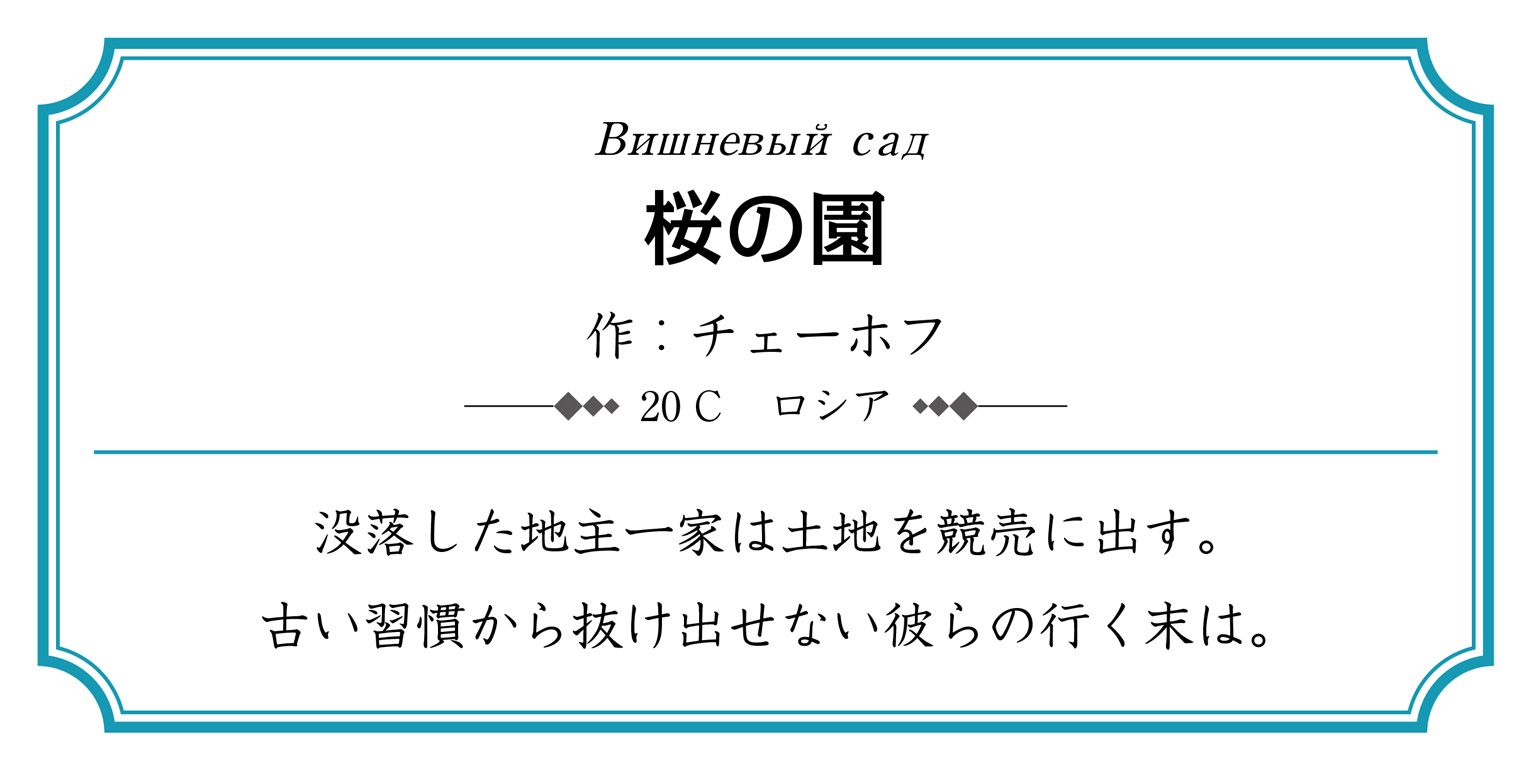 Вишневый сад
桜の園
作：チェーホフ
20 C　ロシア
没落した地主一家は土地を競売に出す。
古い習慣から抜け出せない彼らの行く末は。